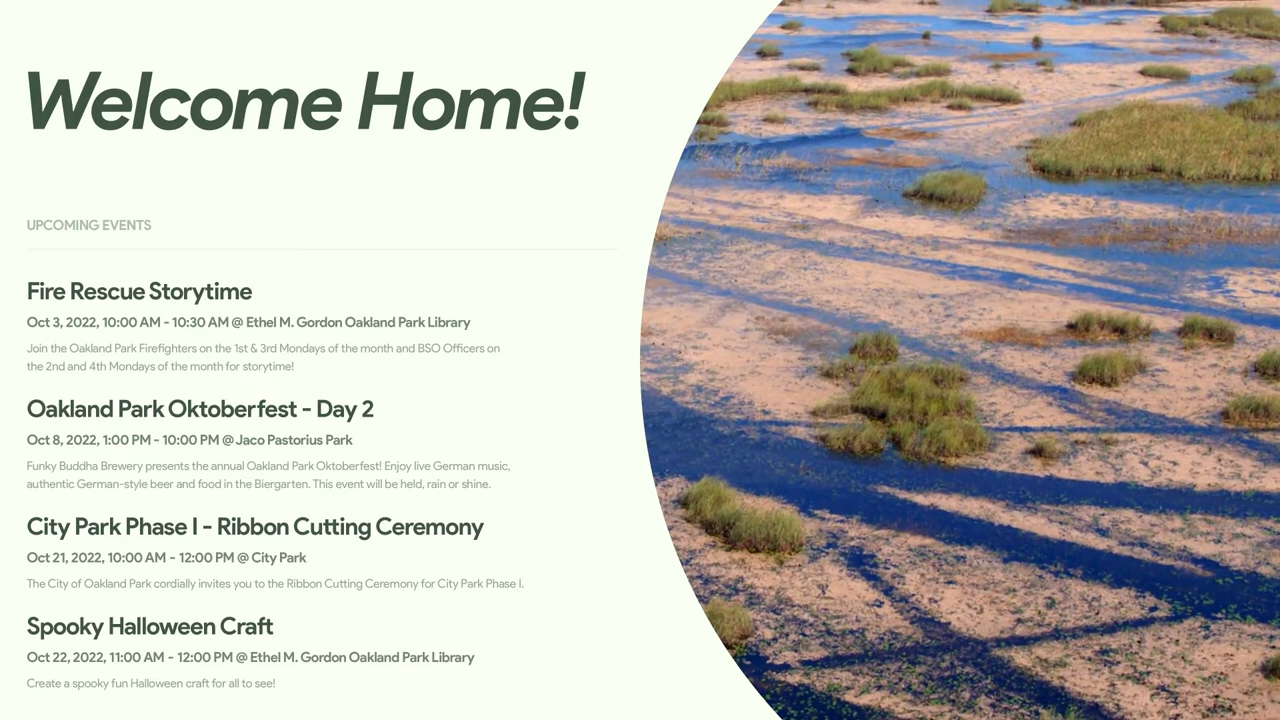 Welcome Home!
UPCOMING EVENTS
Fire Rescue Storytime
Oct 3, 2022, 10:00 AM - 10:30 AM @ Ethel M. Gordon Oakland Park Library
Join the Oakland Park Firefighters on the 1st & 3rd Mondays of the month and BSO Officers on
the 2nd and 4th Mondays of the month for storytime!
Oakland Park Oktoberfest - Day 2
Oct 8, 2022, 1:00 PM - 10:00 PM @ Jaco Pastorius Park
Funky Buddha Brewery presents the annual Oakland Park Oktoberfest! Enjoy live German music,
authentic German-style beer and food in the Biergarten. This event will be held, rain or shine.
City Park Phase I - Ribbon Cutting Ceremony
Oct 21, 2022, 10:00 AM - 12:00 PM @ City Park
The City of Oakland Park cordially invites you to the Ribbon Cutting Ceremony for City Park Phase I.
Spooky Halloween Craft
Oct 22, 2022, 11:00 AM - 12:00 PM @ Ethel M. Gordon Oakland Park Library
Create a spooky fun Halloween craft for all to see!